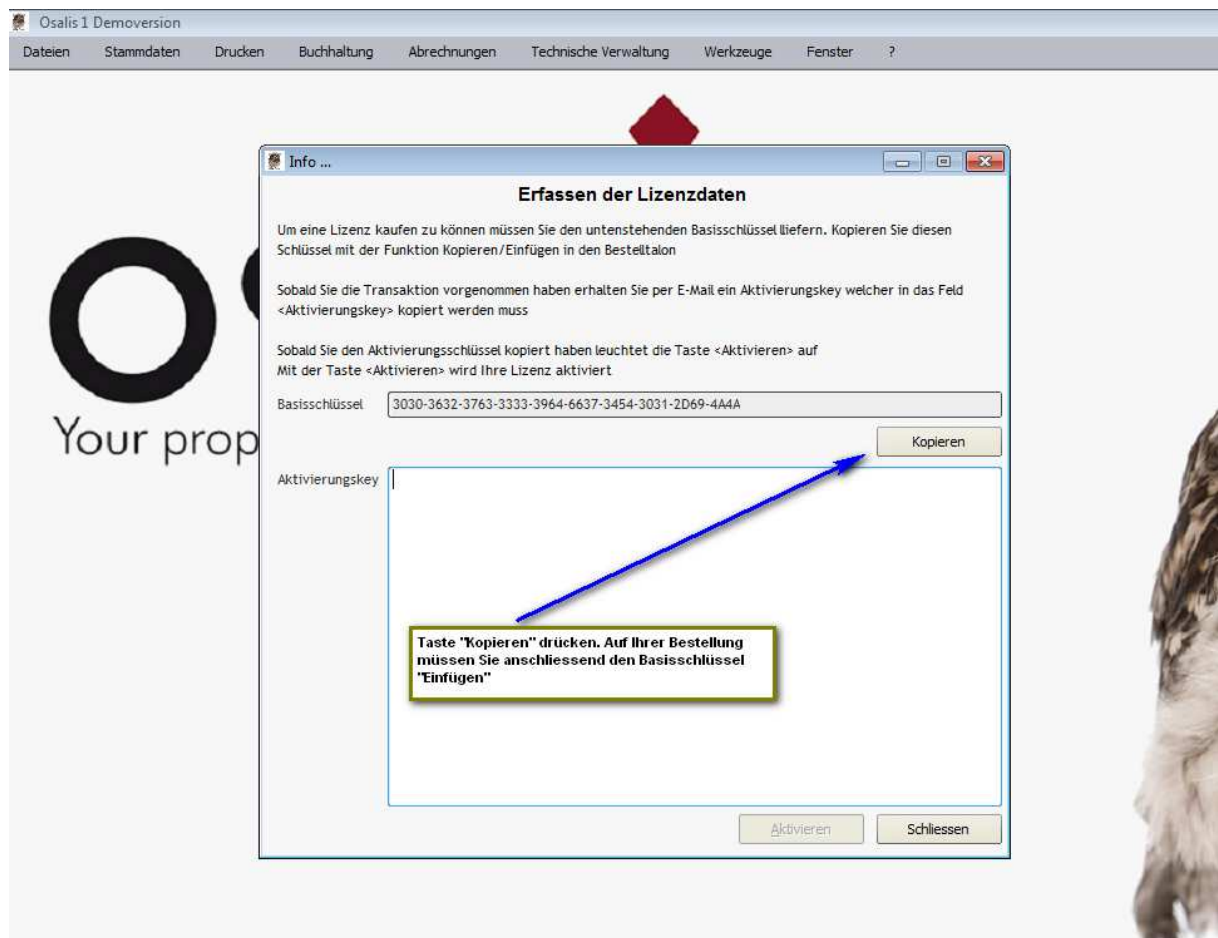 Osalis 1 Demoversion
Dateien Stammdaten Drucken Buchhaltung Abrechnungen Technische Verwaltung Werkzeuge Fenster ?
Info ...
Erfassen der Lizenzdaten
Um eine Lizenz kaufen zu können müssen Sie den untenstehenden Basisschlüssel liefern. Kopieren Sie diesen
Schlüssel mit der Funktion Kopieren/Einfügen in den Bestelltalon
Sobald Sie die Transaktion vorgenommen haben erhalten Sie per E-Mail ein Aktivierungskey welcher in das Feld
<Aktivierungskey> kopiert werden muss
Sobald Sie den Aktivierungsschlüssel kopiert haben leuchtet die Taste <Aktivieren> auf
Mit der Taste <Aktivieren> wird Ihre Lizenz aktiviert
Basisschlüssel 3030-3632-3763-3333-3964-6637-3454-3031-2D69-4A4A
Your prop
Kopieren
Aktivierungskey
Taste "Kopieren" drücken. Auf Ihrer Bestellung
müssen Sie anschliessend den Basisschlüssel
"Einfügen"
Aktivieren Schliessen